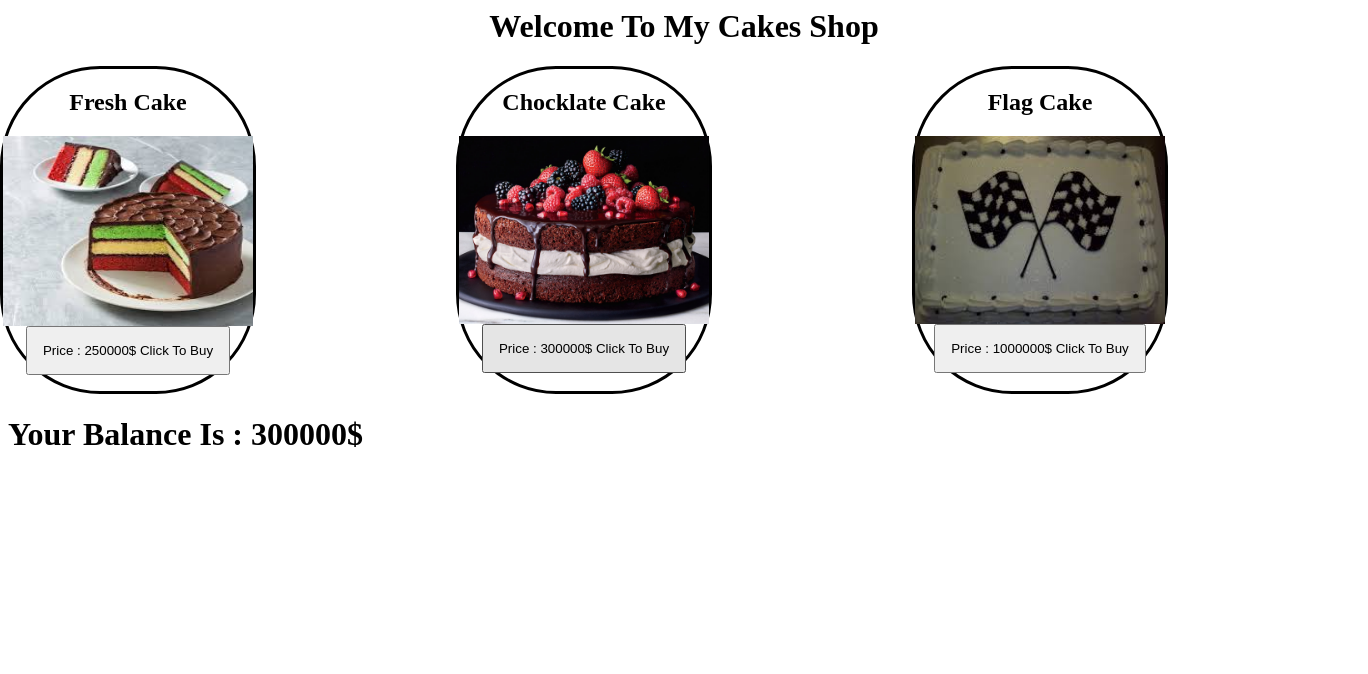 Welcome To My Cakes Shop
Fresh Cake
Chocklate Cake
Flag Cake
Price : 250000$ Click To Buy
Price : 300000$ Click To Buy
Price : 1000000$ Click To Buy
Your Balance Is : 300000$